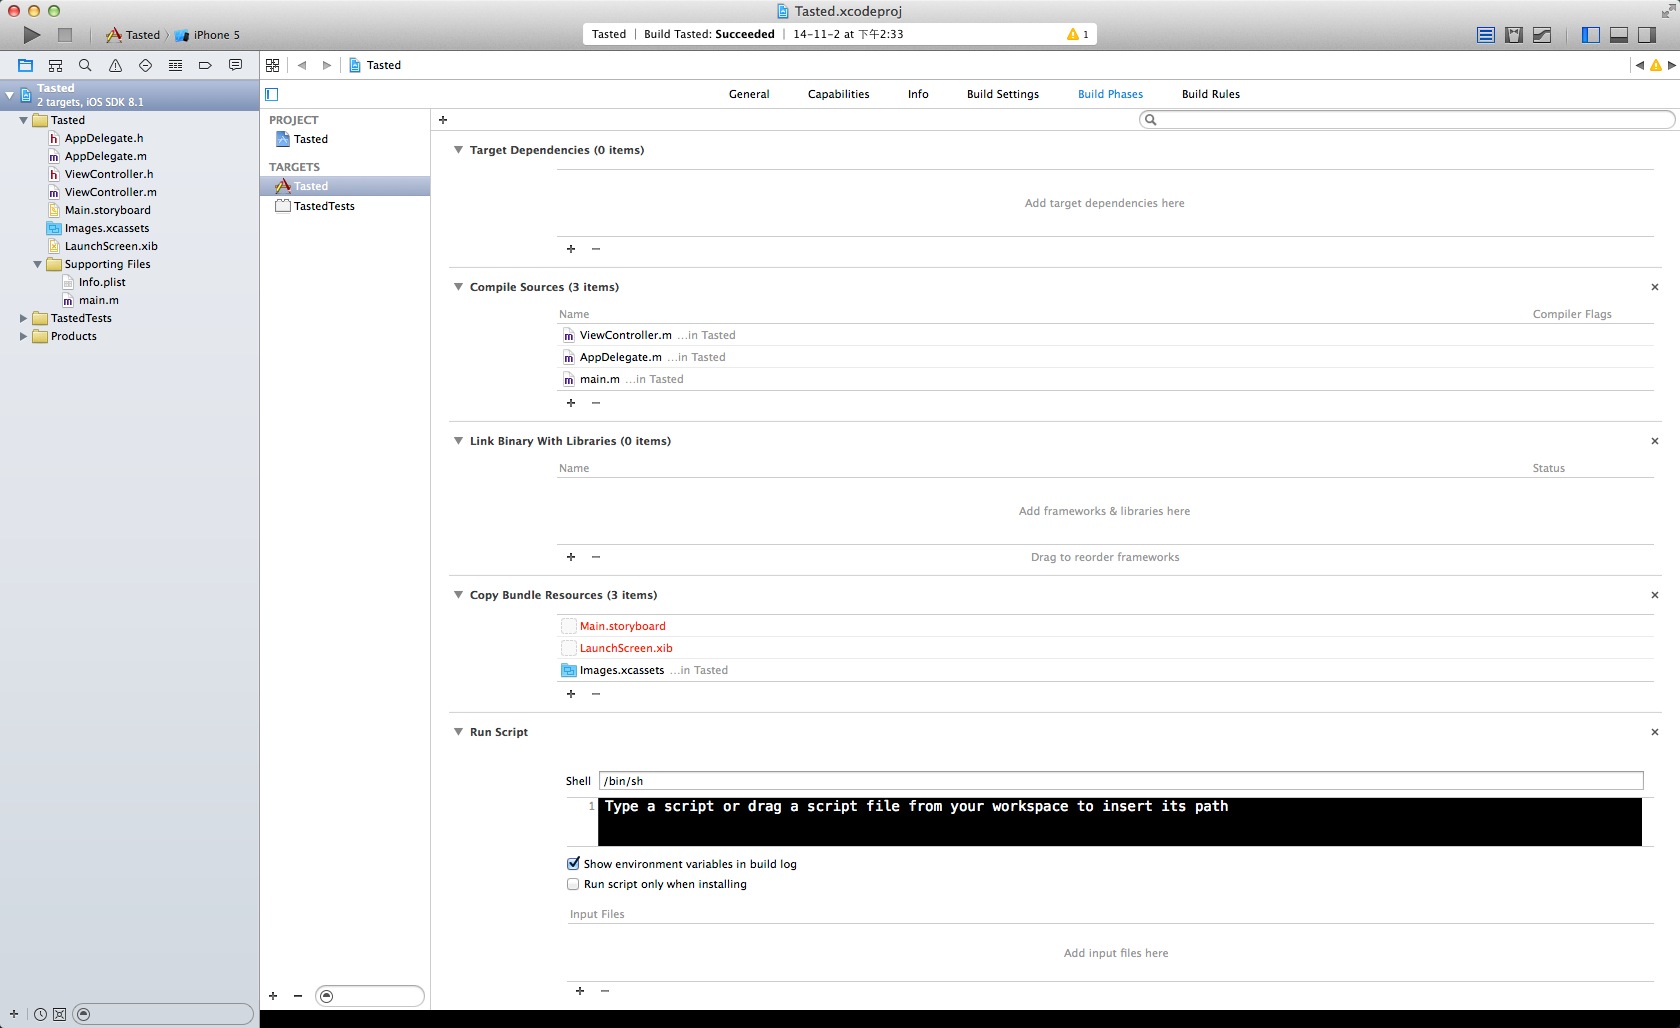 Tasted.xcodeproj
Tasted iPhone 5
Tasted | Build Tasted: Succeeded | 14-11-2 at 下午2:33 1
Tasted
Tasted
2 targets, iOS SDK 8.1
Tasted
AppDelegate.h
AppDelegate.m
ViewController.h
ViewController.m
Main.storyboard
Images.xcassets
LaunchScreen.xib
Supporting Files
Info.plist
main.m
TastedTests
Products
General Capabilities Info Build Settings Build Phases Build Rules
PROJECT
Tasted
TARGETS
Tasted
TastedTests
Target Dependencies (0 items)
Add target dependencies here
Compile Sources (3 items)
Name Compiler Flags
ViewController.m ...in Tasted
AppDelegate.m ...in Tasted
main.m ...in Tasted
Link Binary With Libraries (0 items)
Name Status
Add frameworks & libraries here
Drag to reorder frameworks
Copy Bundle Resources (3 items)
Main.storyboard
LaunchScreen.xib
Images.xcassets ...in Tasted
Run Script
Shell /bin/sh
1 Type a script or drag a script file from your workspace to insert its path
Show environment variables in build log
Run script only when installing
Input Files
Add input files here